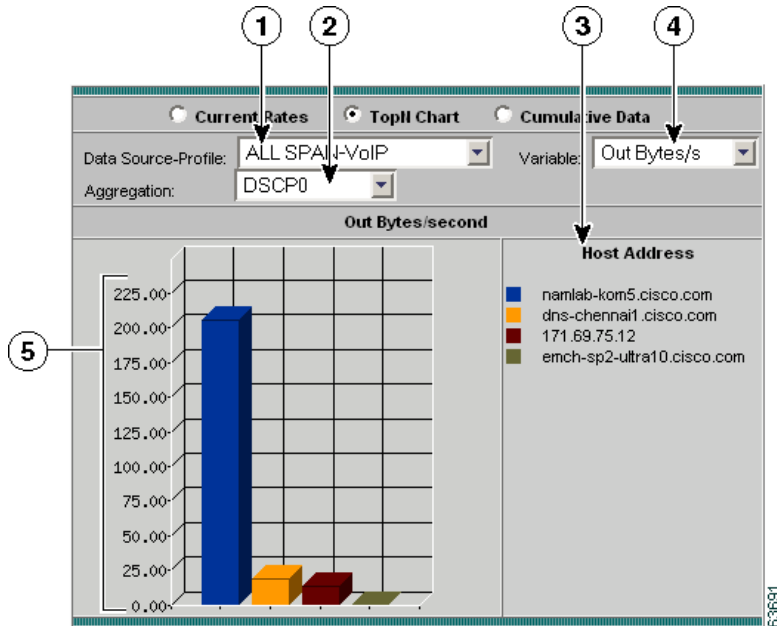 1 2 3 4
Current Rates TopN Chart Cumulative Data
Data Source-Profile: ALL SPAN-VoIP Variable: Out Bytes/s
Aggregation: DSCP0
Out Bytes/second
Host Address
namlab-kom5.cisco.com
dns-chennai1.cisco.com
171.69.75.12
emch-sp2-ultra10.cisco.com
5
225.00
200.00
175.00
150.00
125.00
100.00
75.00
50.00
25.00
0.00
63691